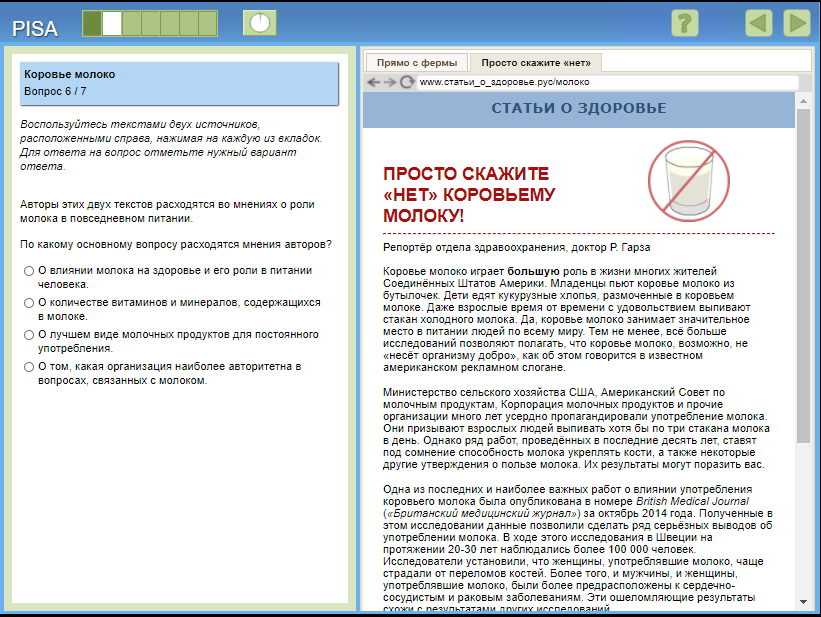 PISA
?
Коровье молоко
Вопрос 6 / 7
Воспользуйтесь текстами двух источников,
расположенными справа, нажимая на каждую из вкладок.
Для ответа на вопрос отметьте нужный вариант
ответа.
Авторы этих двух текстов расходятся во мнениях о роли
молока в повседневном питании.
По какому основному вопросу расходятся мнения авторов?
О влиянии молока на здоровье и его роли в питании
человека.
О количестве витаминов и минералов, содержащихся
в молоке.
О лучшем виде молочных продуктов для постоянного
употребления.
О том, какая организация наиболее авторитетна в
вопросах, связанных с молоком.
Прямо с фермы
Просто скажите «нет»
www.статьи_о_здоровье.рус/молоко
СТАТЬИ О ЗДОРОВЬЕ
ПРОСТО СКАЖИТЕ
«НЕТ» КОРОВЬЕМУ
МОЛОКУ!
Репортёр отдела здравоохранения, доктор Р. Гарза
Коровье молоко играет большую роль в жизни многих жителей
Соединённых Штатов Америки. Младенцы пьют коровье молоко из
бутылочек. Дети едят кукурузные хлопья, размоченные в коровьем
молоке. Даже взрослые время от времени с удовольствием выпивают
стакан холодного молока. Да, коровье молоко занимает значительное
место в питании людей по всему миру. Тем не менее, всё больше
исследований позволяют полагать, что коровье молоко, возможно, не
«несёт организму добро», как об этом говорится в известном
американском рекламном слогане.
Министерство сельского хозяйства США, Американский Совет по
молочным продуктам, Корпорация молочных продуктов и прочие
организации много лет усердно пропагандировали употребление молока.
Они призывают взрослых людей выпивать хотя бы по три стакана молока
в день. Однако ряд работ, проведённых в последние десять лет, ставят
под сомнение способность молока укреплять кости, а также некоторые
другие утверждения о пользе молока. Их результаты могут поразить вас.
Одна из последних и наиболее важных работ о влиянии употребления
коровьего молока была опубликована в номере British Medical Journal
(«Британский медицинский журнал») за октябрь 2014 года. Полученные в
этом исследовании данные позволили сделать ряд серьёзных выводов об
употреблении молока. В ходе этого исследования в Швеции на
протяжении 20-30 лет наблюдались более 100 000 человек.
Исследователи установили, что женщины, употреблявшие молоко, чаще
страдали от переломов костей. Более того, и мужчины, и женщины,
употреблявшие молоко, были более предрасположены к сердечно-
сосудистым и раковым заболеваниям. Эти ошеломляющие результаты
схожи с результатами других исследований.